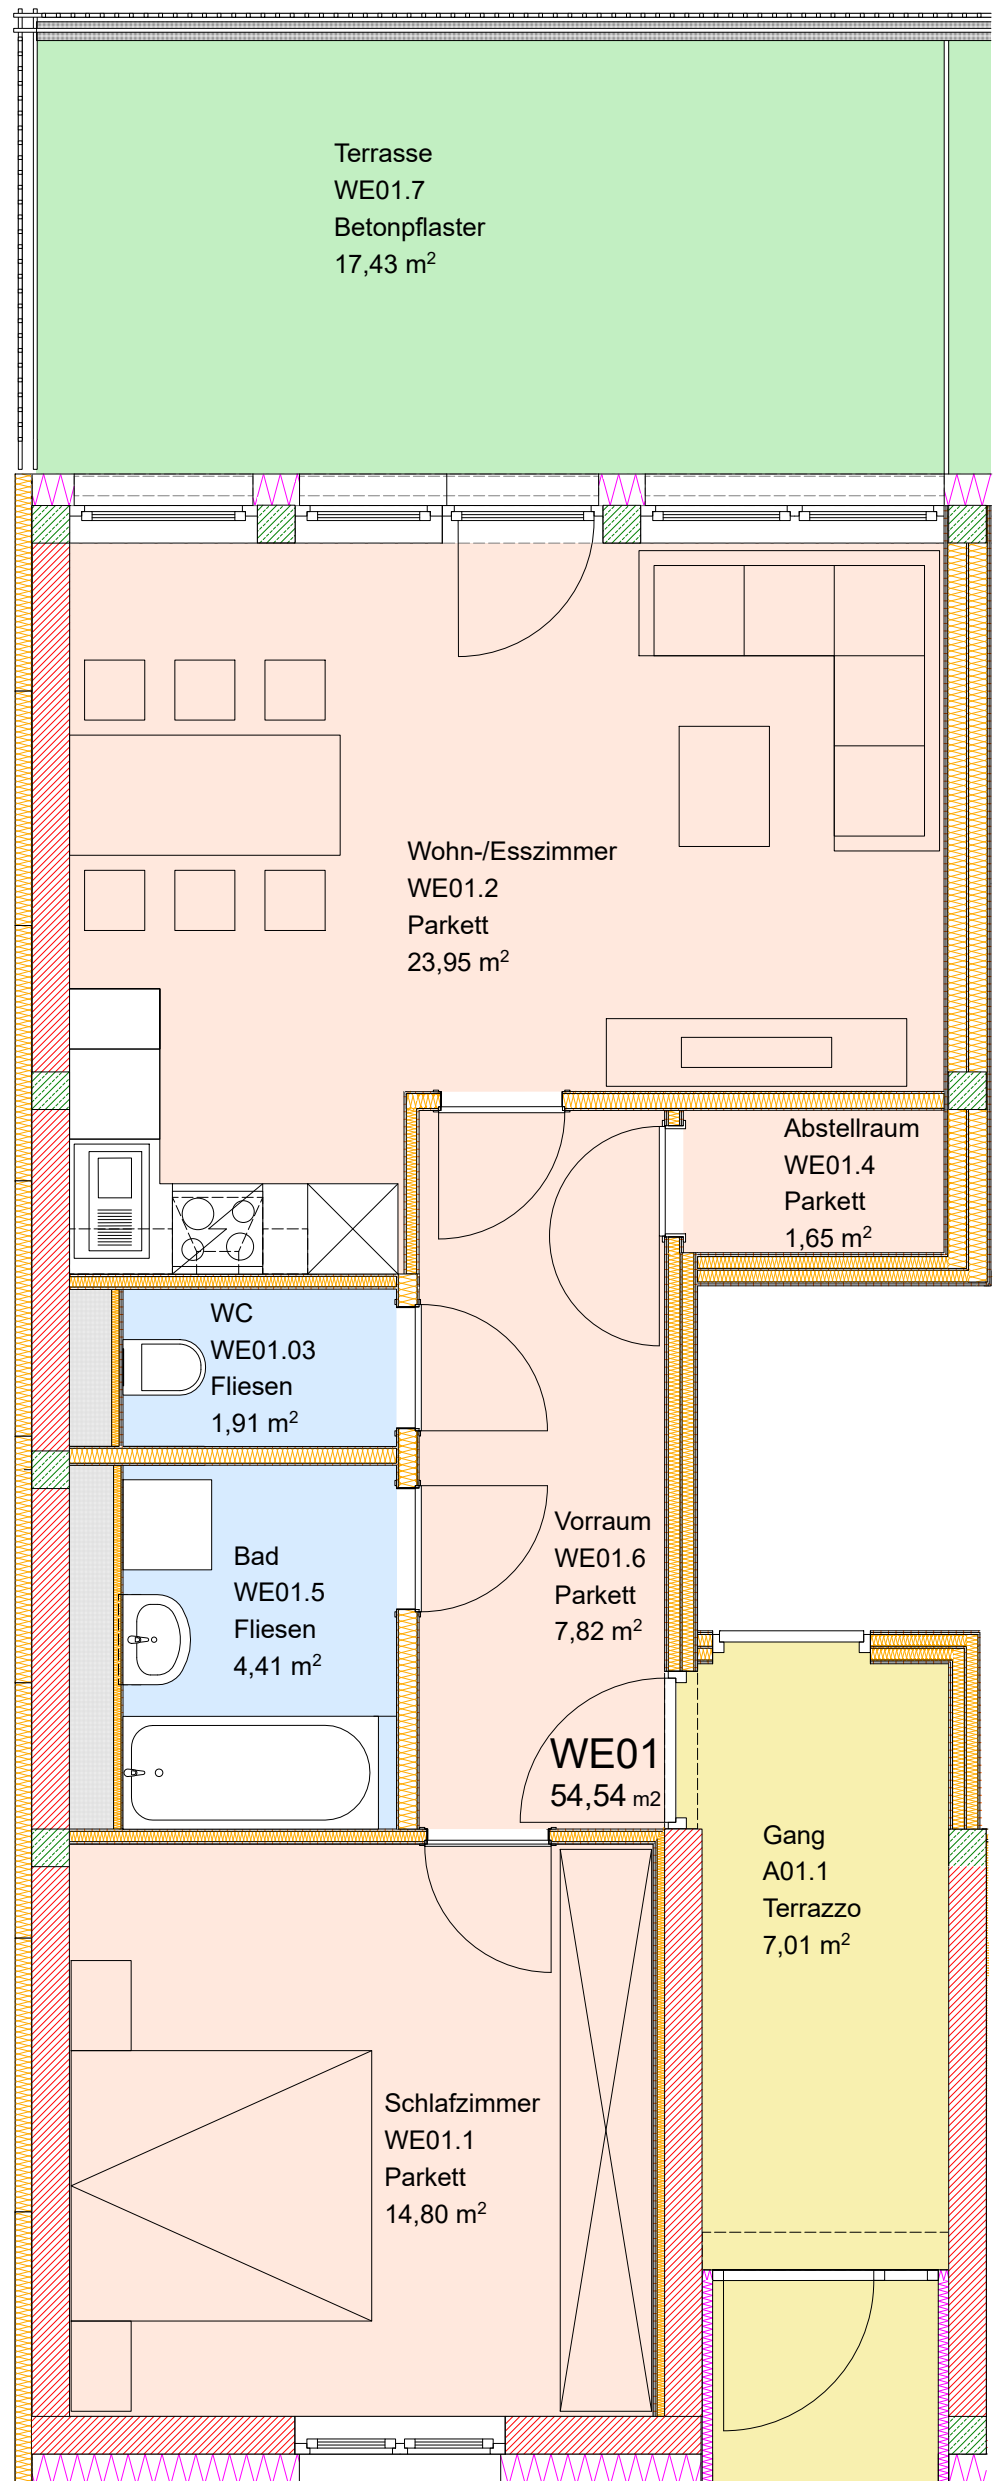 Terrasse
WE01.7
Betonpflaster
17,43 m²
Wohn-/Esszimmer
WE01.2
Parkett
23,95 m²
Abstellraum
WE01.4
Parkett
1,65 m²
WC
WE01.03
Fliesen
1,91 m²
Vorraum
WE01.6
Parkett
7,82 m²
Bad
WE01.5
Fliesen
4,41 m²
WE01
54,54 m2
Gang
A01.1
Terrazzo
7,01 m²
Schlafzimmer
WE01.1
Parkett
14,80 m²